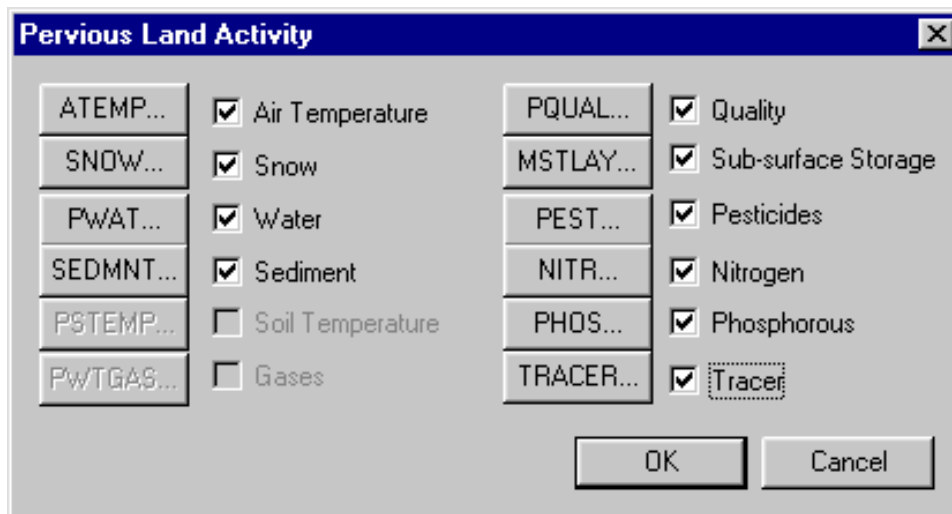 Pervious Land Activity
ATEMP... Air Temperature PQUAL... Quality
SNOW... Snow MSTLAY... Sub-surface Storage
PWAT... Water PEST... Pesticides
SEDMNT... Sediment NITR... Nitrogen
PSTEMP... Soil Temperature PHOS... Phosphorous
PWTGAS... Gases TRACER... Tracer
OK Cancel